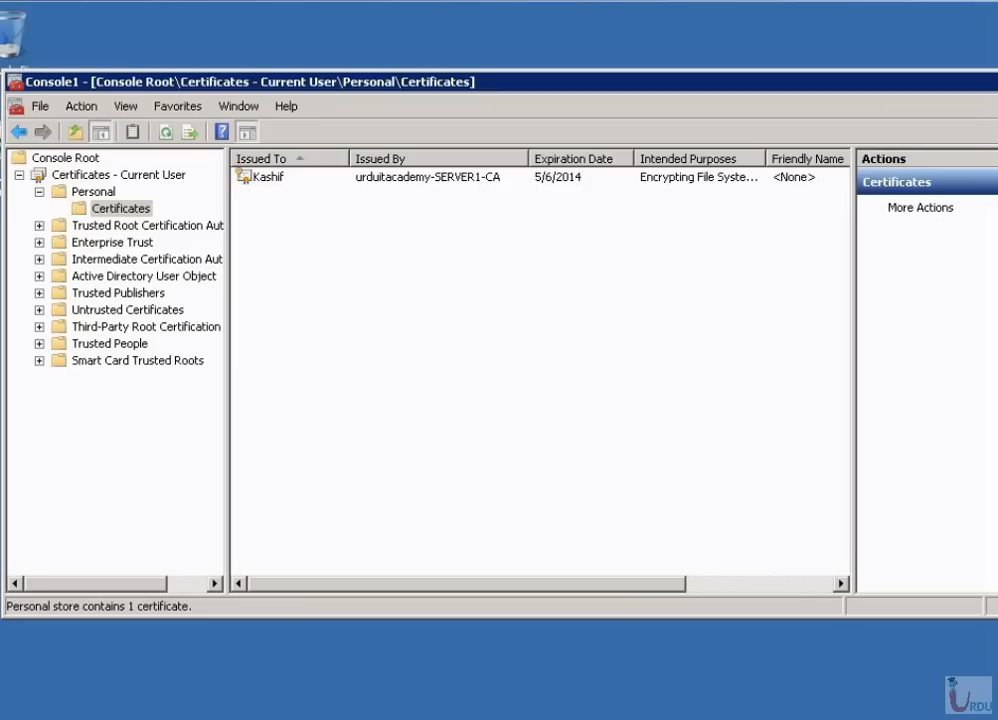 Console1 - [Console Root\Certificates - Current User\Personal\Certificates]
File Action View Favorites Window Help
Console Root
Certificates - Current User
Personal
Certificates
Trusted Root Certification Aut
Enterprise Trust
Intermediate Certification Aut
Active Directory User Object
Trusted Publishers
Untrusted Certificates
Third-Party Root Certification
Trusted People
Smart Card Trusted Roots
Issued To Issued By Expiration Date Intended Purposes Friendly Name
Kashif urduitacademy-SERVER1-CA 5/6/2014 Encrypting File Syste... <None>
Actions
Certificates
More Actions
Personal store contains 1 certificate.
URDU